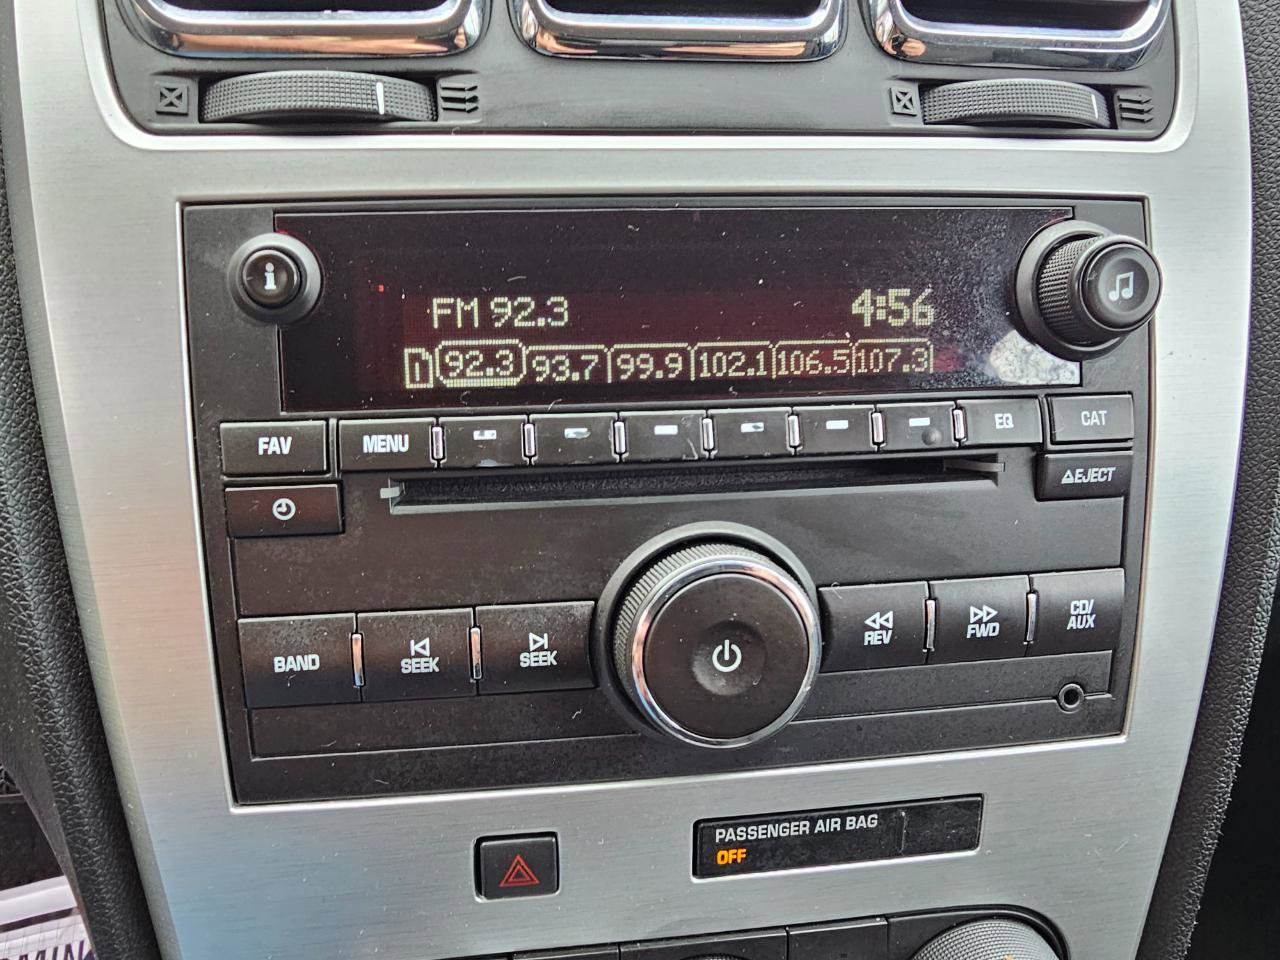 i
FM 92.3 4:56
92.3 93.7 99.9 102.1 106.5 107.3
FAV MENU EQ CAT
EJECT
BAND SEEK SEEK REV FWD CD/
AUX
PASSENGER AIR BAG
OFF